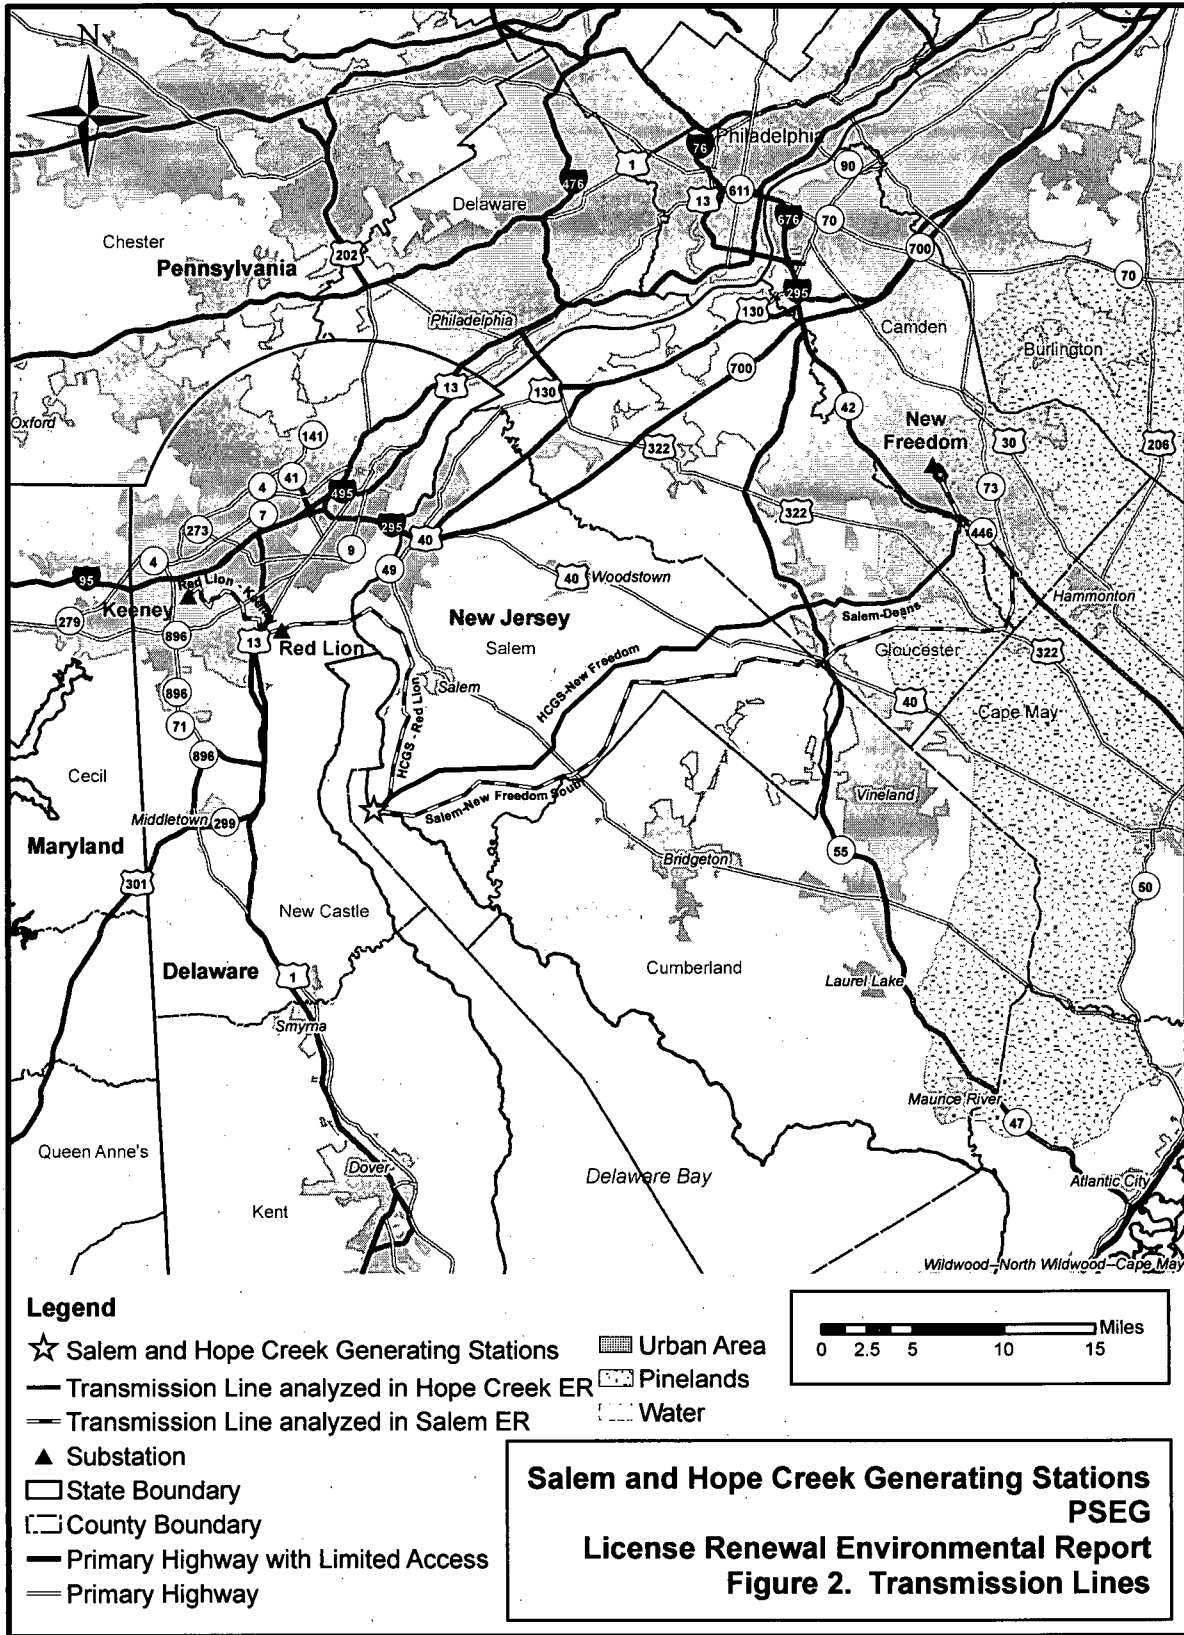 N
Philadelphia
76
1
90
476
611
13
Delaware
676
70
Chester
202
700
Pennsylvania
70
295
130
Philadelphia
Camden
Burlington
700
13
130
42
Oxford
New
Freedom
141
322
30
206
41
4
73
495
7
322
273
295
446
40
9
4
49
95
Red Lion - Keeney
40
Woodstown
Keeney
Hammonton
279
New Jersey
Salem-Deans
896
13
Red Lion
Salem
Gloucester
322
HCGS-New Freedom
896
Salem
40
HCGS - Red Lion
71
Cape May
896
Cecil
Salem-New Freedom South
Vineland
Middletown
299
Maryland
Bridgeton
55
301
50
New Castle
Cumberland
Delaware
1
Laurel Lake
Smyrna
Maurice River
47
Queen Anne's
Dover
Delaware Bay
Atlantic City
Kent
Wildwood--North Wildwood--Cape May
Legend
Salem and Hope Creek Generating Stations
Transmission Line analyzed in Hope Creek ER
Transmission Line analyzed in Salem ER
Substation
State Boundary
County Boundary
Primary Highway with Limited Access
Primary Highway
Urban Area
Pinelands
Water
Miles
0 2.5 5 10 15
Salem and Hope Creek Generating Stations
PSEG
License Renewal Environmental Report
Figure 2. Transmission Lines